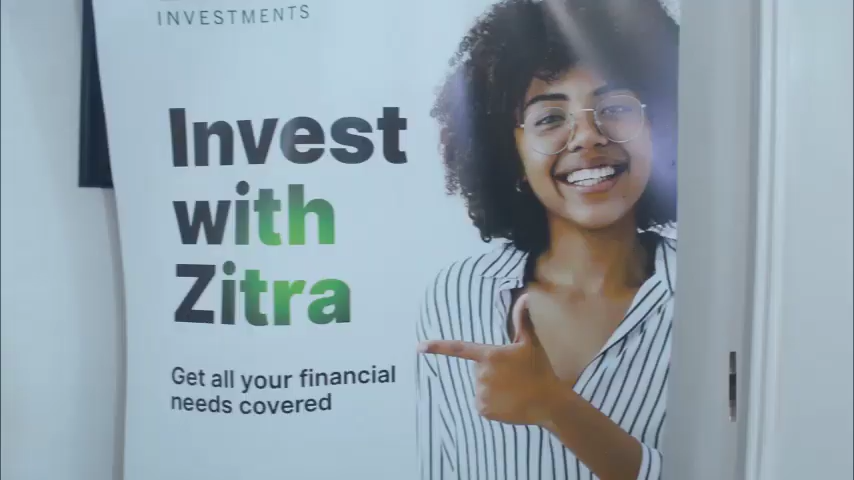 INVESTMENTS
Invest
with
Zitra
Get all your financial
needs covered